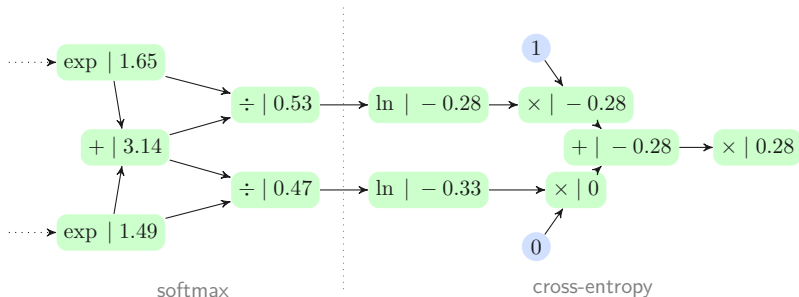 1
exp | 1.65
÷ | 0.53
ln | − 0.28
× | − 0.28
+ | 3.14
+ | − 0.28
× | 0.28
÷ | 0.47
ln | − 0.33
× | 0
exp | 1.49
0
softmax
cross-entropy